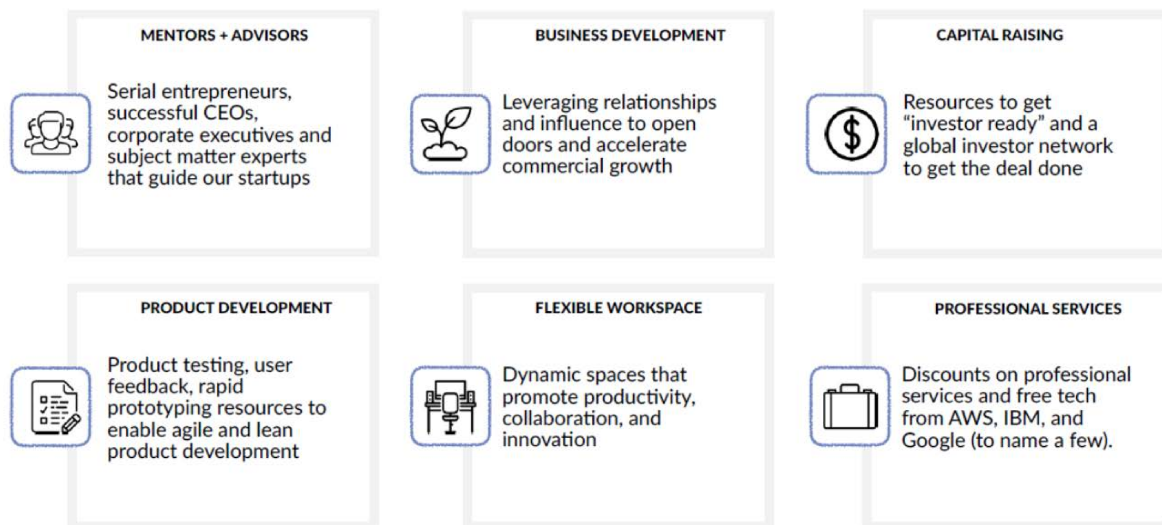 MENTORS + ADVISORS
Serial entrepreneurs,
successful CEOs,
corporate executives and
subject matter experts
that guide our startups
BUSINESS DEVELOPMENT
Leveraging relationships
and influence to open
doors and accelerate
commercial growth
CAPITAL RAISING
Resources to get
“investor ready” and a
global investor network
to get the deal done
PRODUCT DEVELOPMENT
Product testing, user
feedback, rapid
prototyping resources to
enable agile and lean
product development
FLEXIBLE WORKSPACE
Dynamic spaces that
promote productivity,
collaboration, and
innovation
PROFESSIONAL SERVICES
Discounts on professional
services and free tech
from AWS, IBM, and
Google (to name a few).